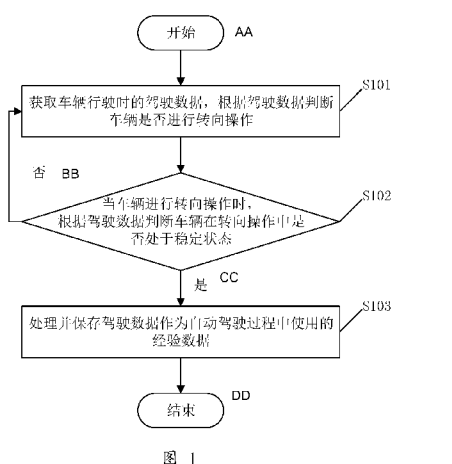 开始
AA
S101
获取车辆行驶时的驾驶数据，根据驾驶数据判断
车辆是否进行转向操作
否 BB
S102
当车辆进行转向操作时，
根据驾驶数据判断车辆在转向操作中是
否处于稳定状态
是 CC
S103
处理并保存驾驶数据作为自动驾驶过程中使用的
经验数据
DD
结束
图 1